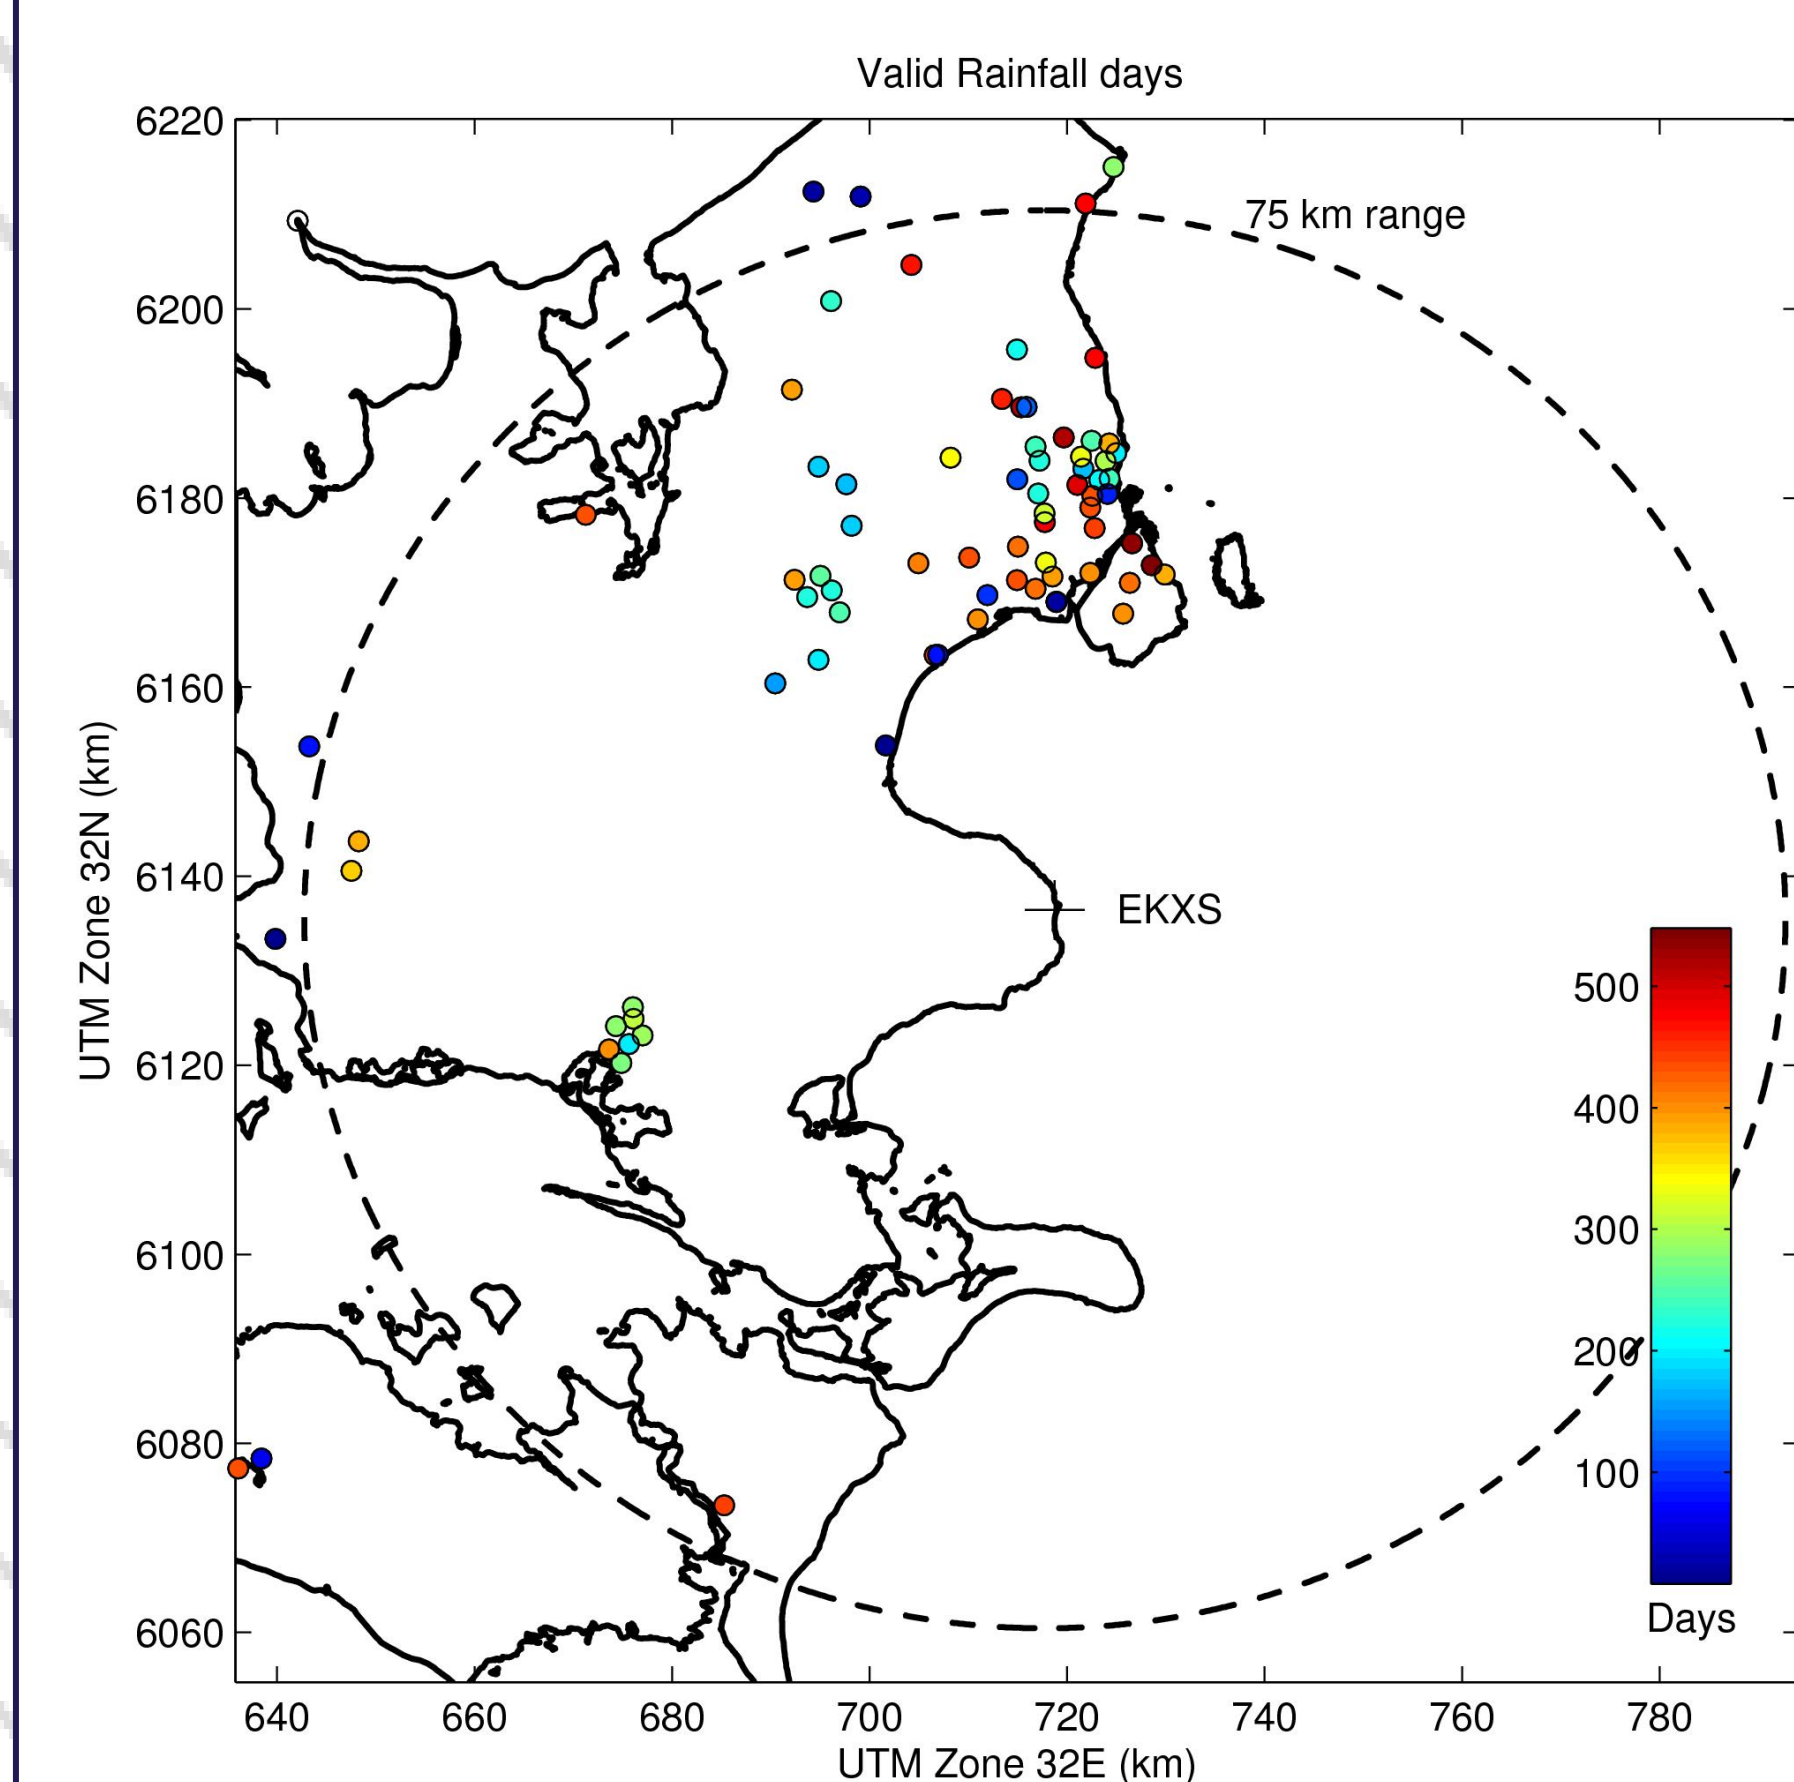 Valid Rainfall days
6220
6200
6180
6160
6140
6120
6100
6080
6060
UTM Zone 32N (km)
75 km range
EKXS
500
400
300
200
100
Days
640 660 680 700 720 740 760 780
UTM Zone 32E (km)